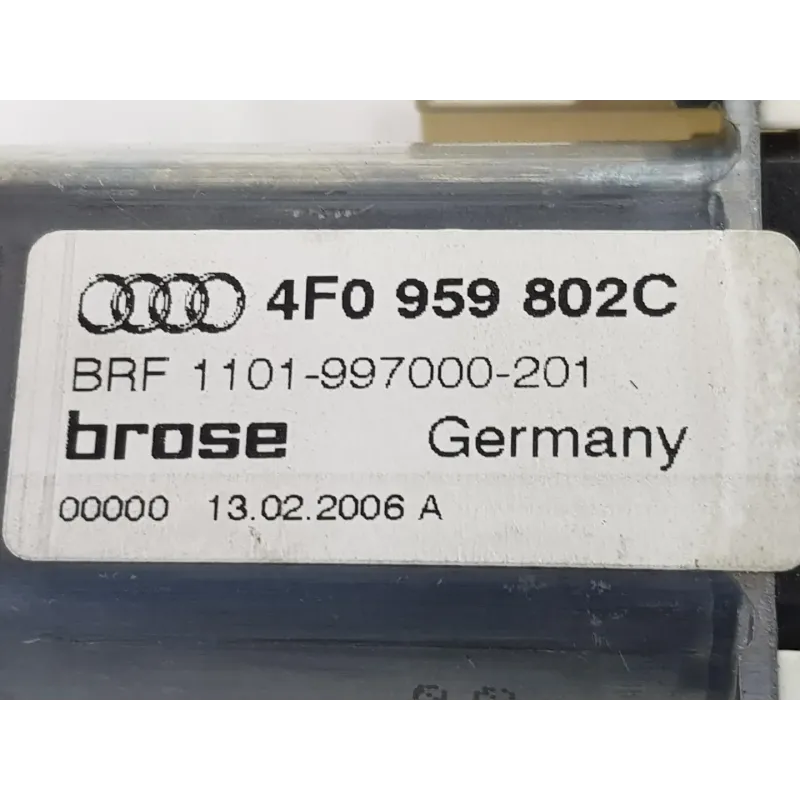 4F0 959 802C
BRF 1101-997000-201
brose Germany
00000 13.02.2006 A